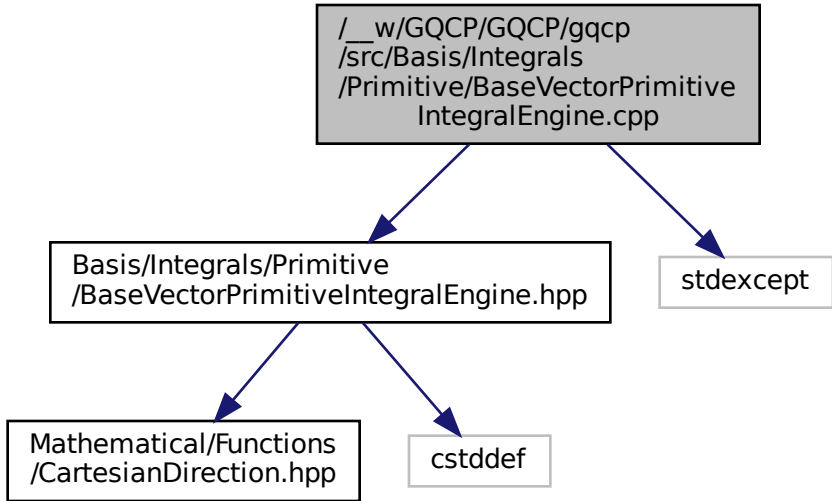 /__w/GQCP/GQCP/gqcp
/src/Basis/Integrals
/Primitive/BaseVectorPrimitive
IntegralEngine.cpp
Basis/Integrals/Primitive
/BaseVectorPrimitiveIntegralEngine.hpp
stdexcept
Mathematical/Functions
/CartesianDirection.hpp
cstddef